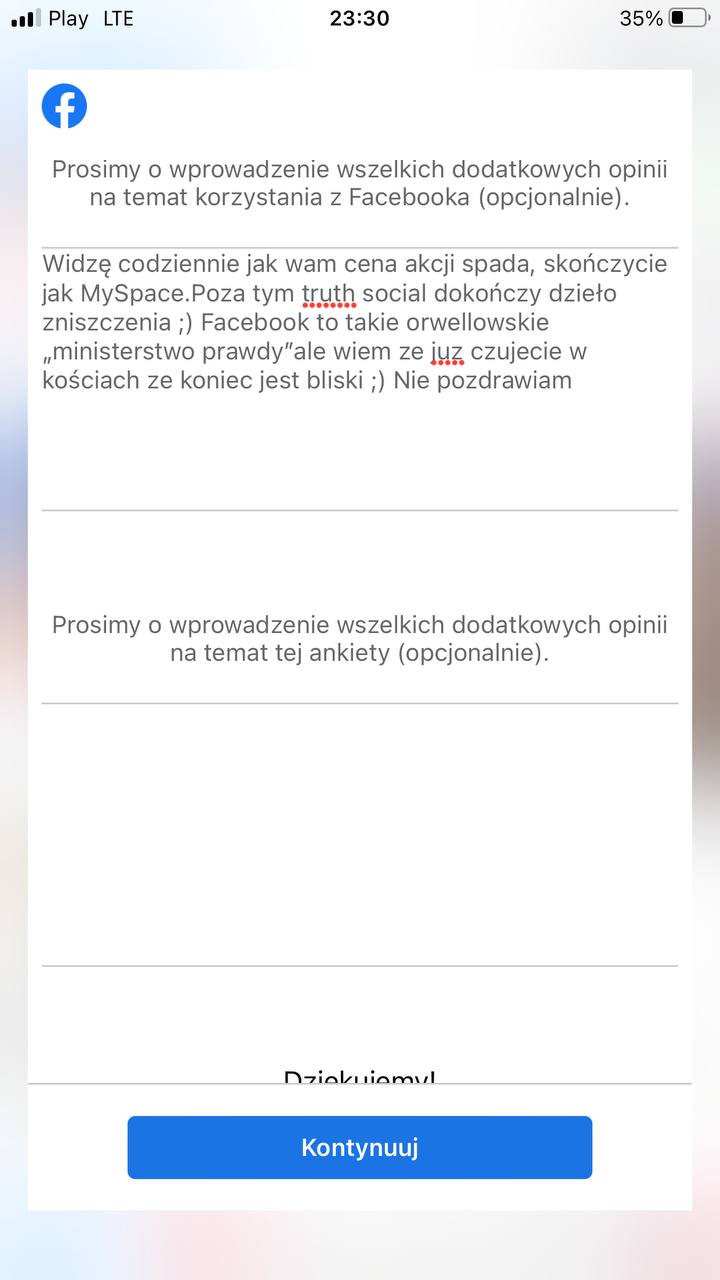 Play LTE 23:30 35%
Prosimy o wprowadzenie wszelkich dodatkowych opinii
na temat korzystania z Facebooka (opcjonalnie).
Widzę codziennie jak wam cena akcji spada, skończycie
jak MySpace.Poza tym truth social dokończy dzieło
zniszczenia ;) Facebook to takie orwellowskie
„ministerstwo prawdy”ale wiem ze juz czujecie w
kościach ze koniec jest bliski ;) Nie pozdrawiam
Prosimy o wprowadzenie wszelkich dodatkowych opinii
na temat tej ankiety (opcjonalnie).
Dziękujemy!
Kontynuuj